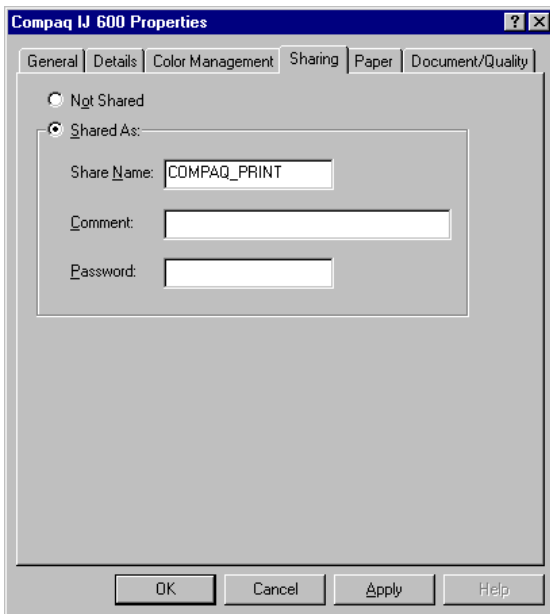 Compaq IJ 600 Properties
General Details Color Management Sharing Paper Document/Quality
Not Shared
Shared As:
Share Name: COMPAQ_PRINT
Comment:
Password:
OK Cancel Apply Help